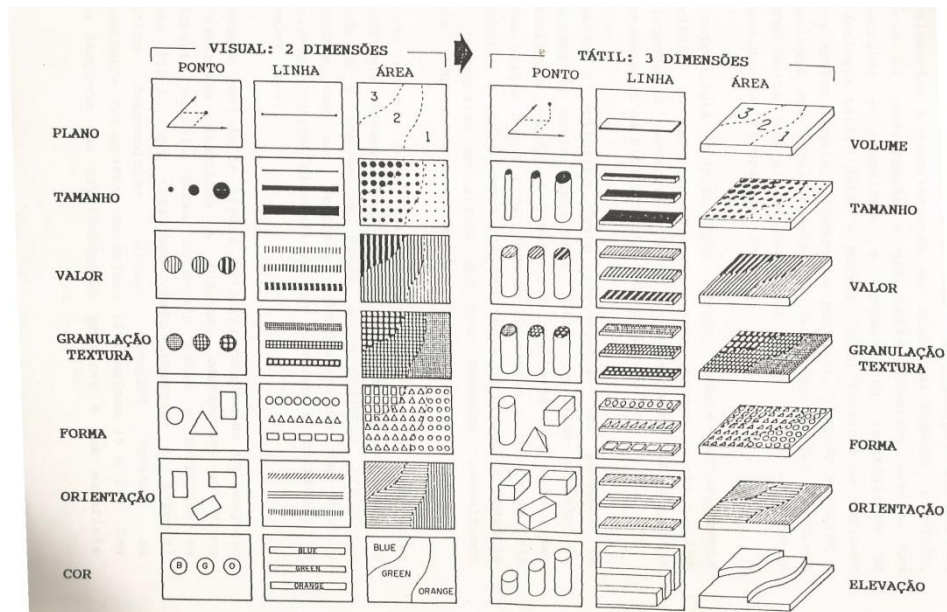 VISUAL: 2 DIMENSÕES
TÁTIL: 3 DIMENSÕES
PONTO LINHA ÁREA
PONTO LINHA ÁREA
PLANO
3
2
1
3
2
1
VOLUME
TAMANHO
TAMANHO
VALOR
VALOR
GRANULAÇÃO
TEXTURA
GRANULAÇÃO
TEXTURA
FORMA
FORMA
ORIENTAÇÃO
ORIENTAÇÃO
COR
B G O
BLUE
GREEN
ORANGE
BLUE
GREEN
ORANGE
ELEVAÇÃO